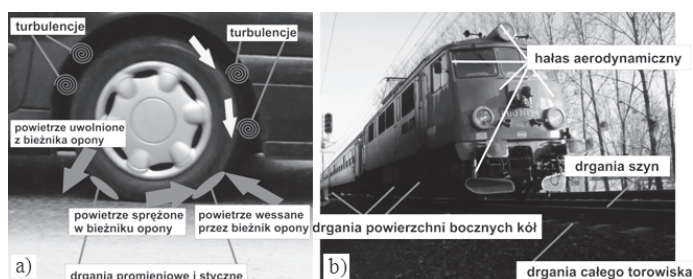 turbulencje
turbulencje
powietrze uwolnione
z bieżnika opony
powietrze sprężone
w bieżniku opony
powietrze wessane
przez bieżnik opony
drgania promieniowe i styczne
a)
hałas aerodynamiczny
drgania szyn
drgania powierzchni bocznych kół
drgania całego torowiska
b)